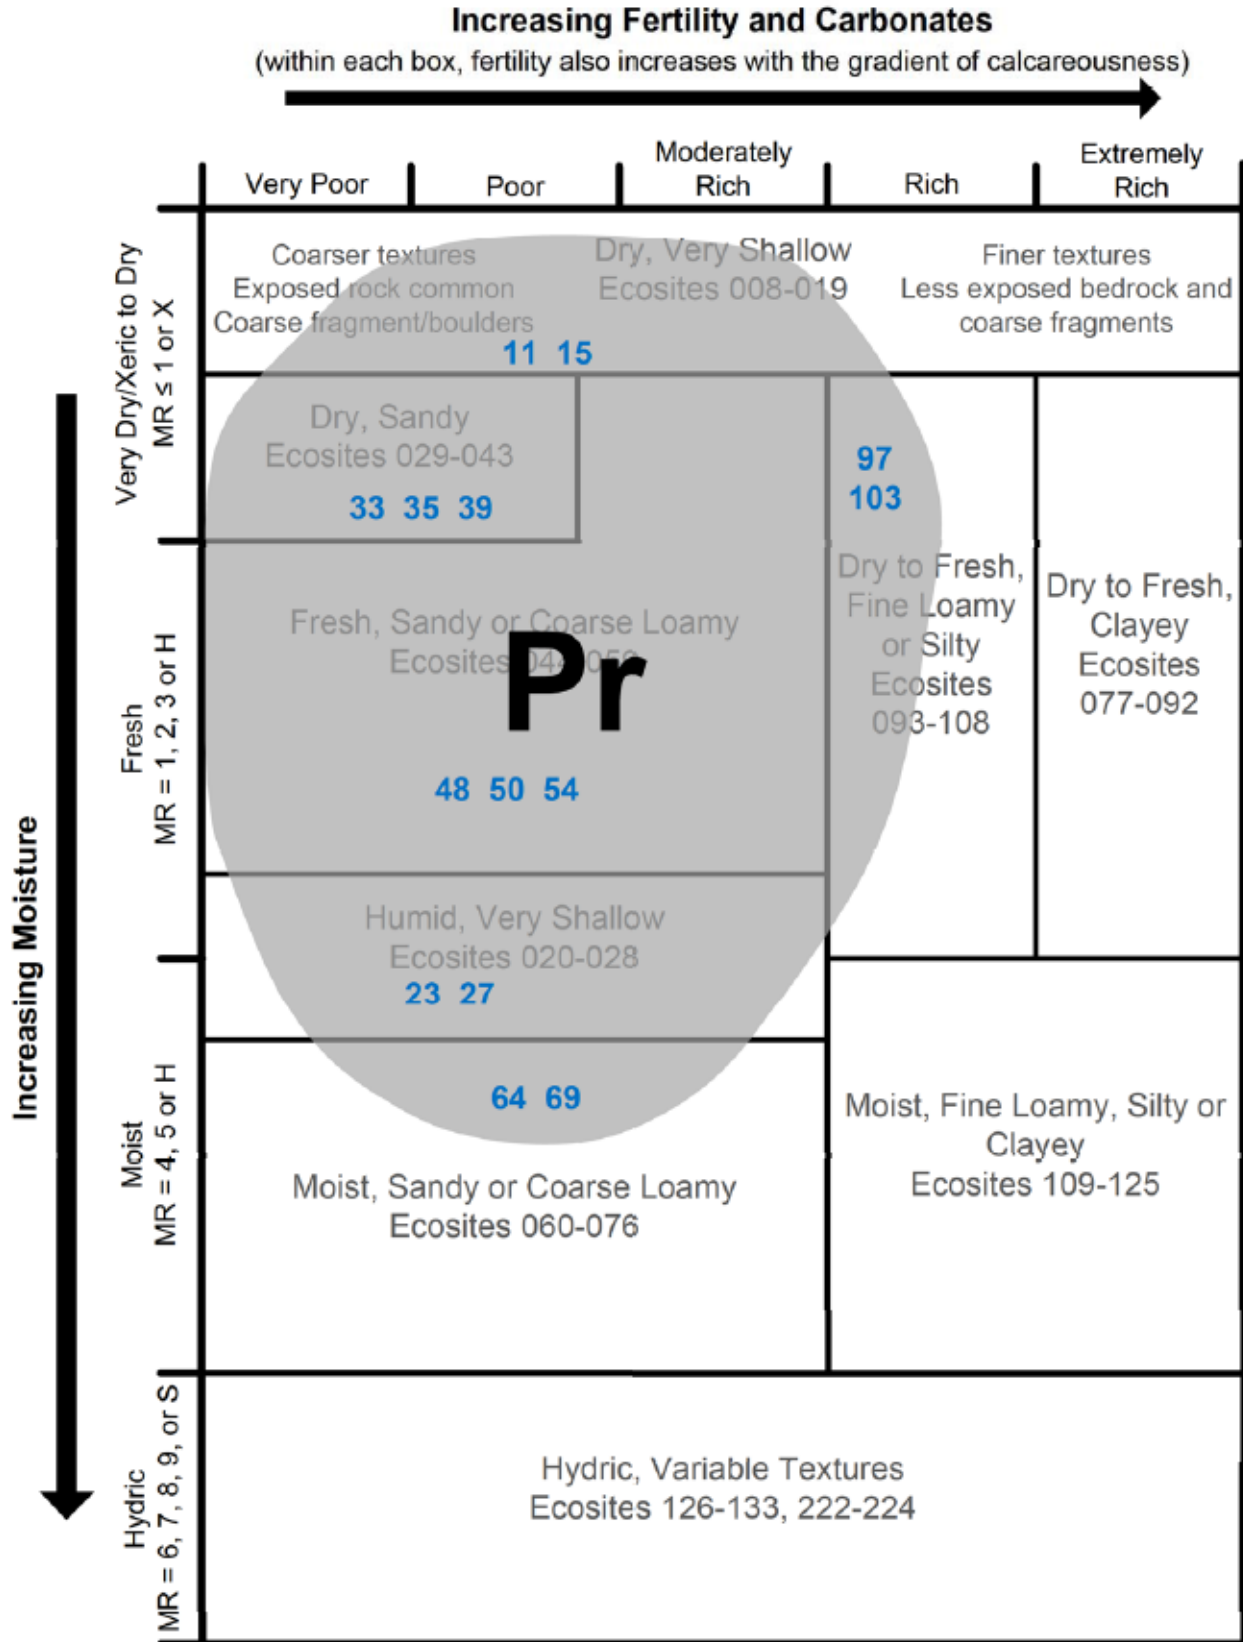 Increasing Fertility and Carbonates
(within each box, fertility also increases with the gradient of calcareousness)
Very Poor
Poor
Moderately
Rich
Rich
Extremely
Rich
Increasing Moisture
Very Dry/Xeric to Dry
MR ≤ 1 or X
Coarser textures
Exposed rock common
Coarse fragment/boulders
Dry, Very Shallow
Ecosites 008-019
Finer textures
Less exposed bedrock and
coarse fragments
11 15
Dry, Sandy
Ecosites 029-043
33 35 39
97
103
Fresh
MR = 1, 2, 3 or H
Fresh, Sandy or Coarse Loamy
Ecosites
Pr
48 50 54
Dry to Fresh,
Fine Loamy
or Silty
Ecosites
093-108
Dry to Fresh,
Clayey
Ecosites
077-092
Humid, Very Shallow
Ecosites 020-028
23 27
Moist
MR = 4, 5 or H
64 69
Moist, Sandy or Coarse Loamy
Ecosites 060-076
Moist, Fine Loamy, Silty or
Clayey
Ecosites 109-125
Hydric
MR = 6, 7, 8, 9, or S
Hydric, Variable Textures
Ecosites 126-133, 222-224